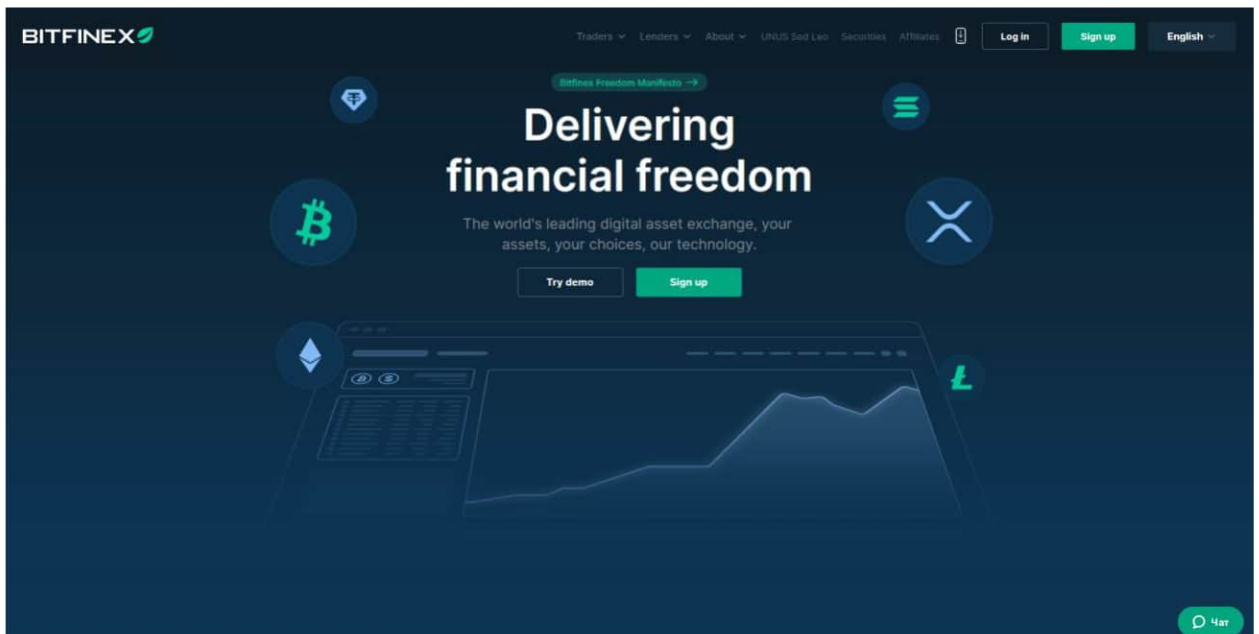 BITFINEX
Traders Lenders About UNUS Sed Leo Securities Affiliates Log in Sign up English
Bitfinex Freedom Manifesto →
Delivering
financial freedom
The world's leading digital asset exchange, your
assets, your choices, our technology.
Try demo Sign up
Чат